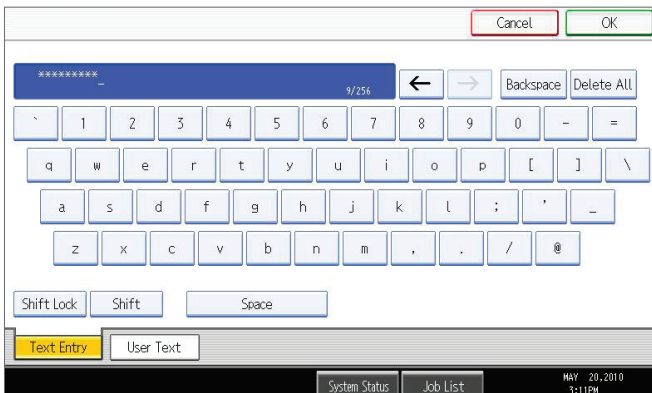 Cancel OK
*********_
9/256
← → Backspace Delete All
` 1 2 3 4 5 6 7 8 9 0 - =
q w e r t y u i o p [ ] \
a s d f g h j k l ; ' _
z x c v b n m , . / @
Shift Lock Shift Space
Text Entry User Text
System Status Job List MAY 20,2010
3:11PM